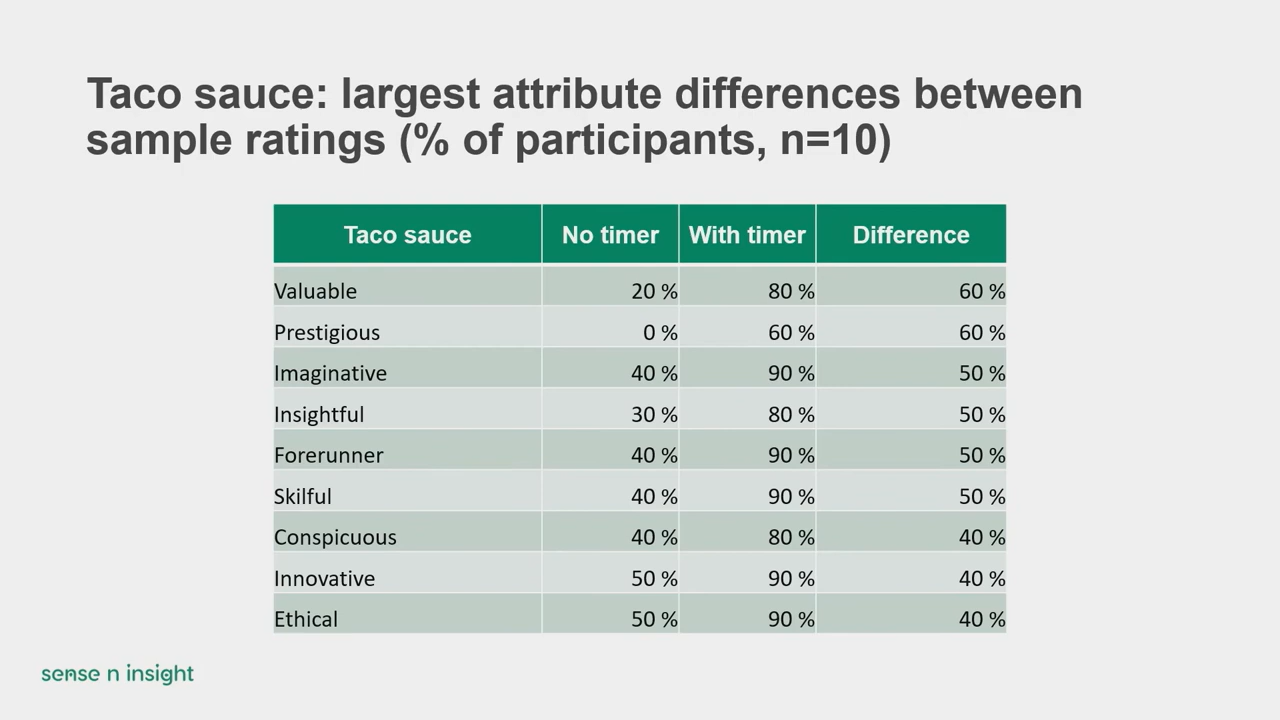 Taco sauce: largest attribute differences between
sample ratings (% of participants, n=10)
Taco sauce No timer With timer Difference
Valuable 20 % 80 % 60 %
Prestigious 0 % 60 % 60 %
Imaginative 40 % 90 % 50 %
Insightful 30 % 80 % 50 %
Forerunner 40 % 90 % 50 %
Skilful 40 % 90 % 50 %
Conspicuous 40 % 80 % 40 %
Innovative 50 % 90 % 40 %
Ethical 50 % 90 % 40 %
sense n insight